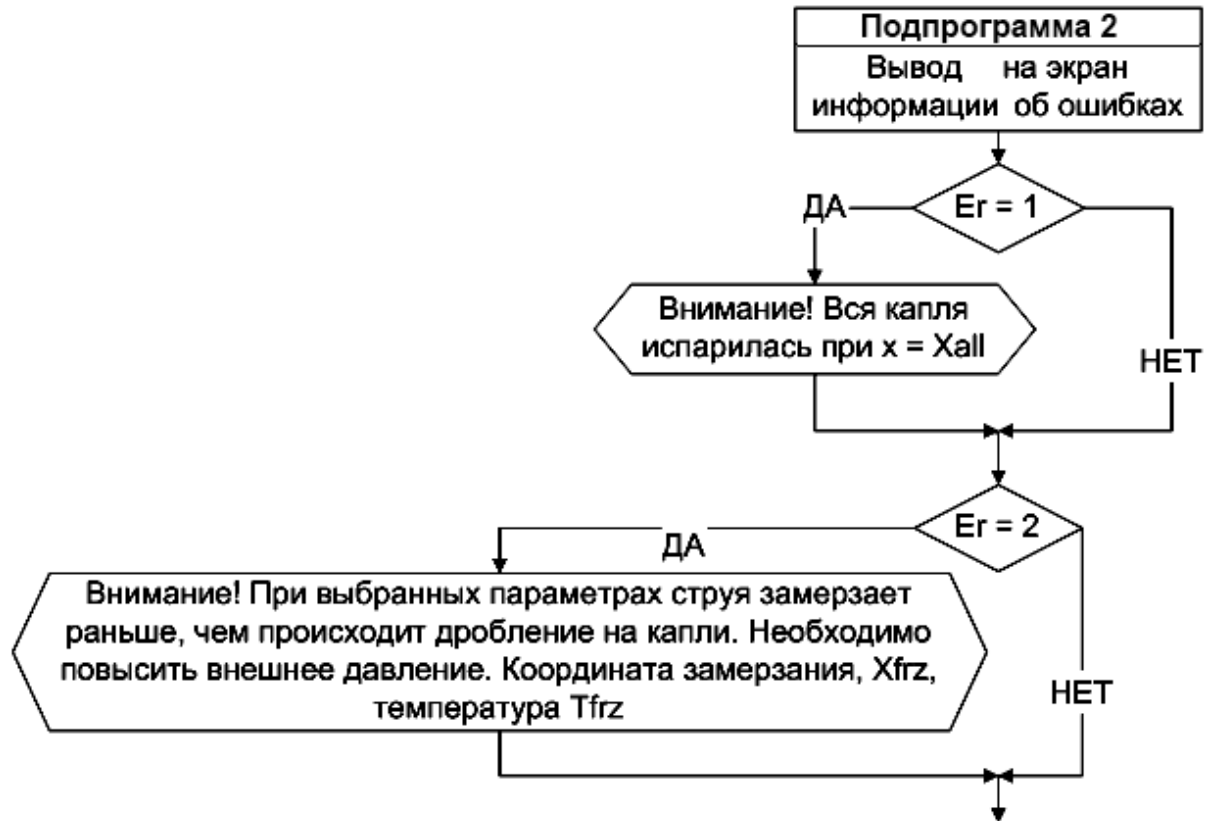 Подпрограмма 2
Вывод на экран
информации об ошибках
Er = 1
ДА
Внимание! Вся капля
испарилась при x = Xall
НЕТ
Er = 2
ДА
Внимание! При выбранных параметрах струя замерзает
раньше, чем происходит дробление на капли. Необходимо
повысить внешнее давление. Координата замерзания, Xfrz,
температура Tfrz
НЕТ